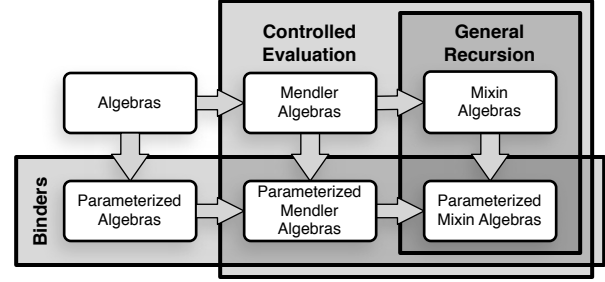 Controlled
Evaluation
General
Recursion
Algebras
Mendler
Algebras
Mixin
Algebras
Binders
Parameterized
Algebras
Parameterized
Mendler
Algebras
Parameterized
Mixin Algebras